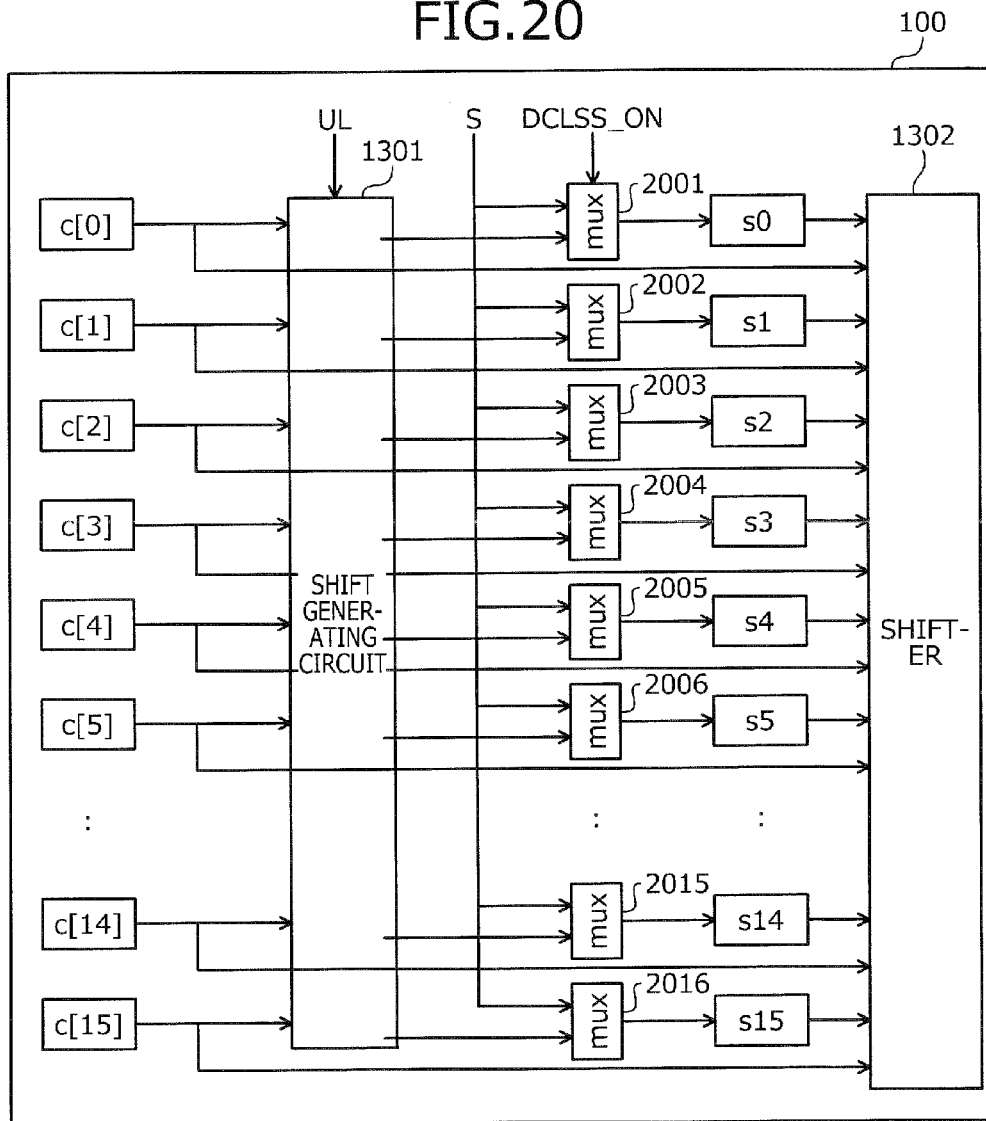 FIG.20
100
UL
S
DCLSS_ON
1301
1302
c[0]
mux
2001
s0
c[1]
mux
2002
s1
c[2]
mux
2003
s2
c[3]
mux
2004
s3
SHIFT
GENER-
ATING
CIRCUIT
c[4]
mux
2005
s4
SHIFT-
ER
c[5]
mux
2006
s5
:
:
:
c[14]
mux
2015
s14
c[15]
mux
2016
s15